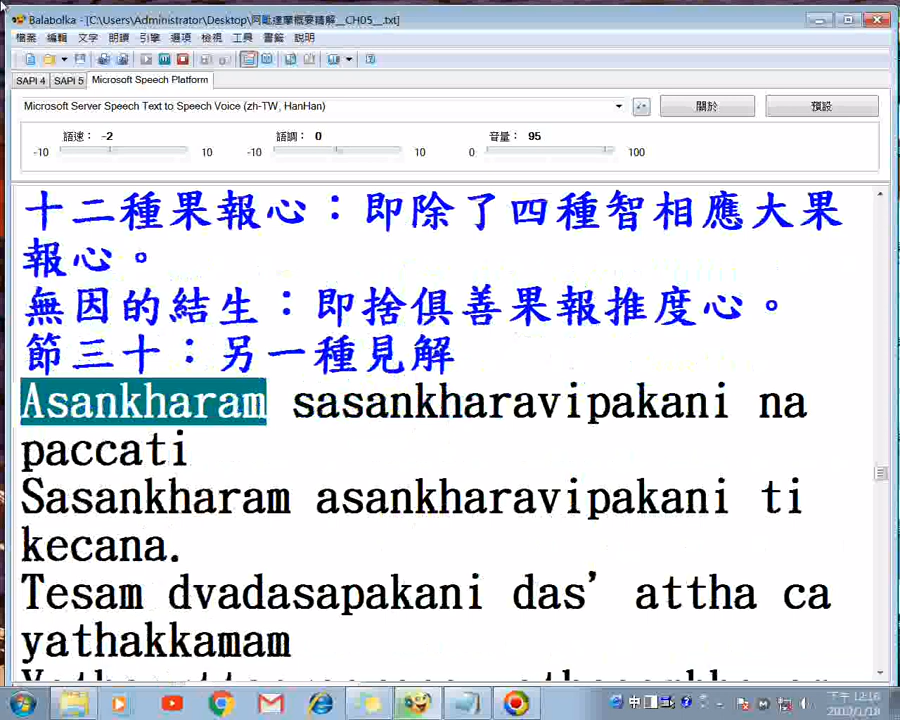 Balabolka - [C:\Users\Administrator\Desktop\阿毗達摩概要精解__CH05__.txt]
檔案 編輯 文字 朗讀 引擎 選項 檢視 工具 書籤 說明
SAPI 4 SAPI 5 Microsoft Speech Platform
Microsoft Server Speech Text to Speech Voice (zh-TW, HanHan) 關於 預設
語速： -2 語調： 0 音量： 95
-10 10 -10 10 0 100
十二種果報心：即除了四種智相應大果
報心。
無因的結生：即捨俱善果報推度心。
節三十：另一種見解
Asankharam sasankharavipakani na
paccati
Sasankharam asankharavipakani ti
kecana.
Tesam dvadasapakani das’ attha ca
yathakkamam
下午 12:16